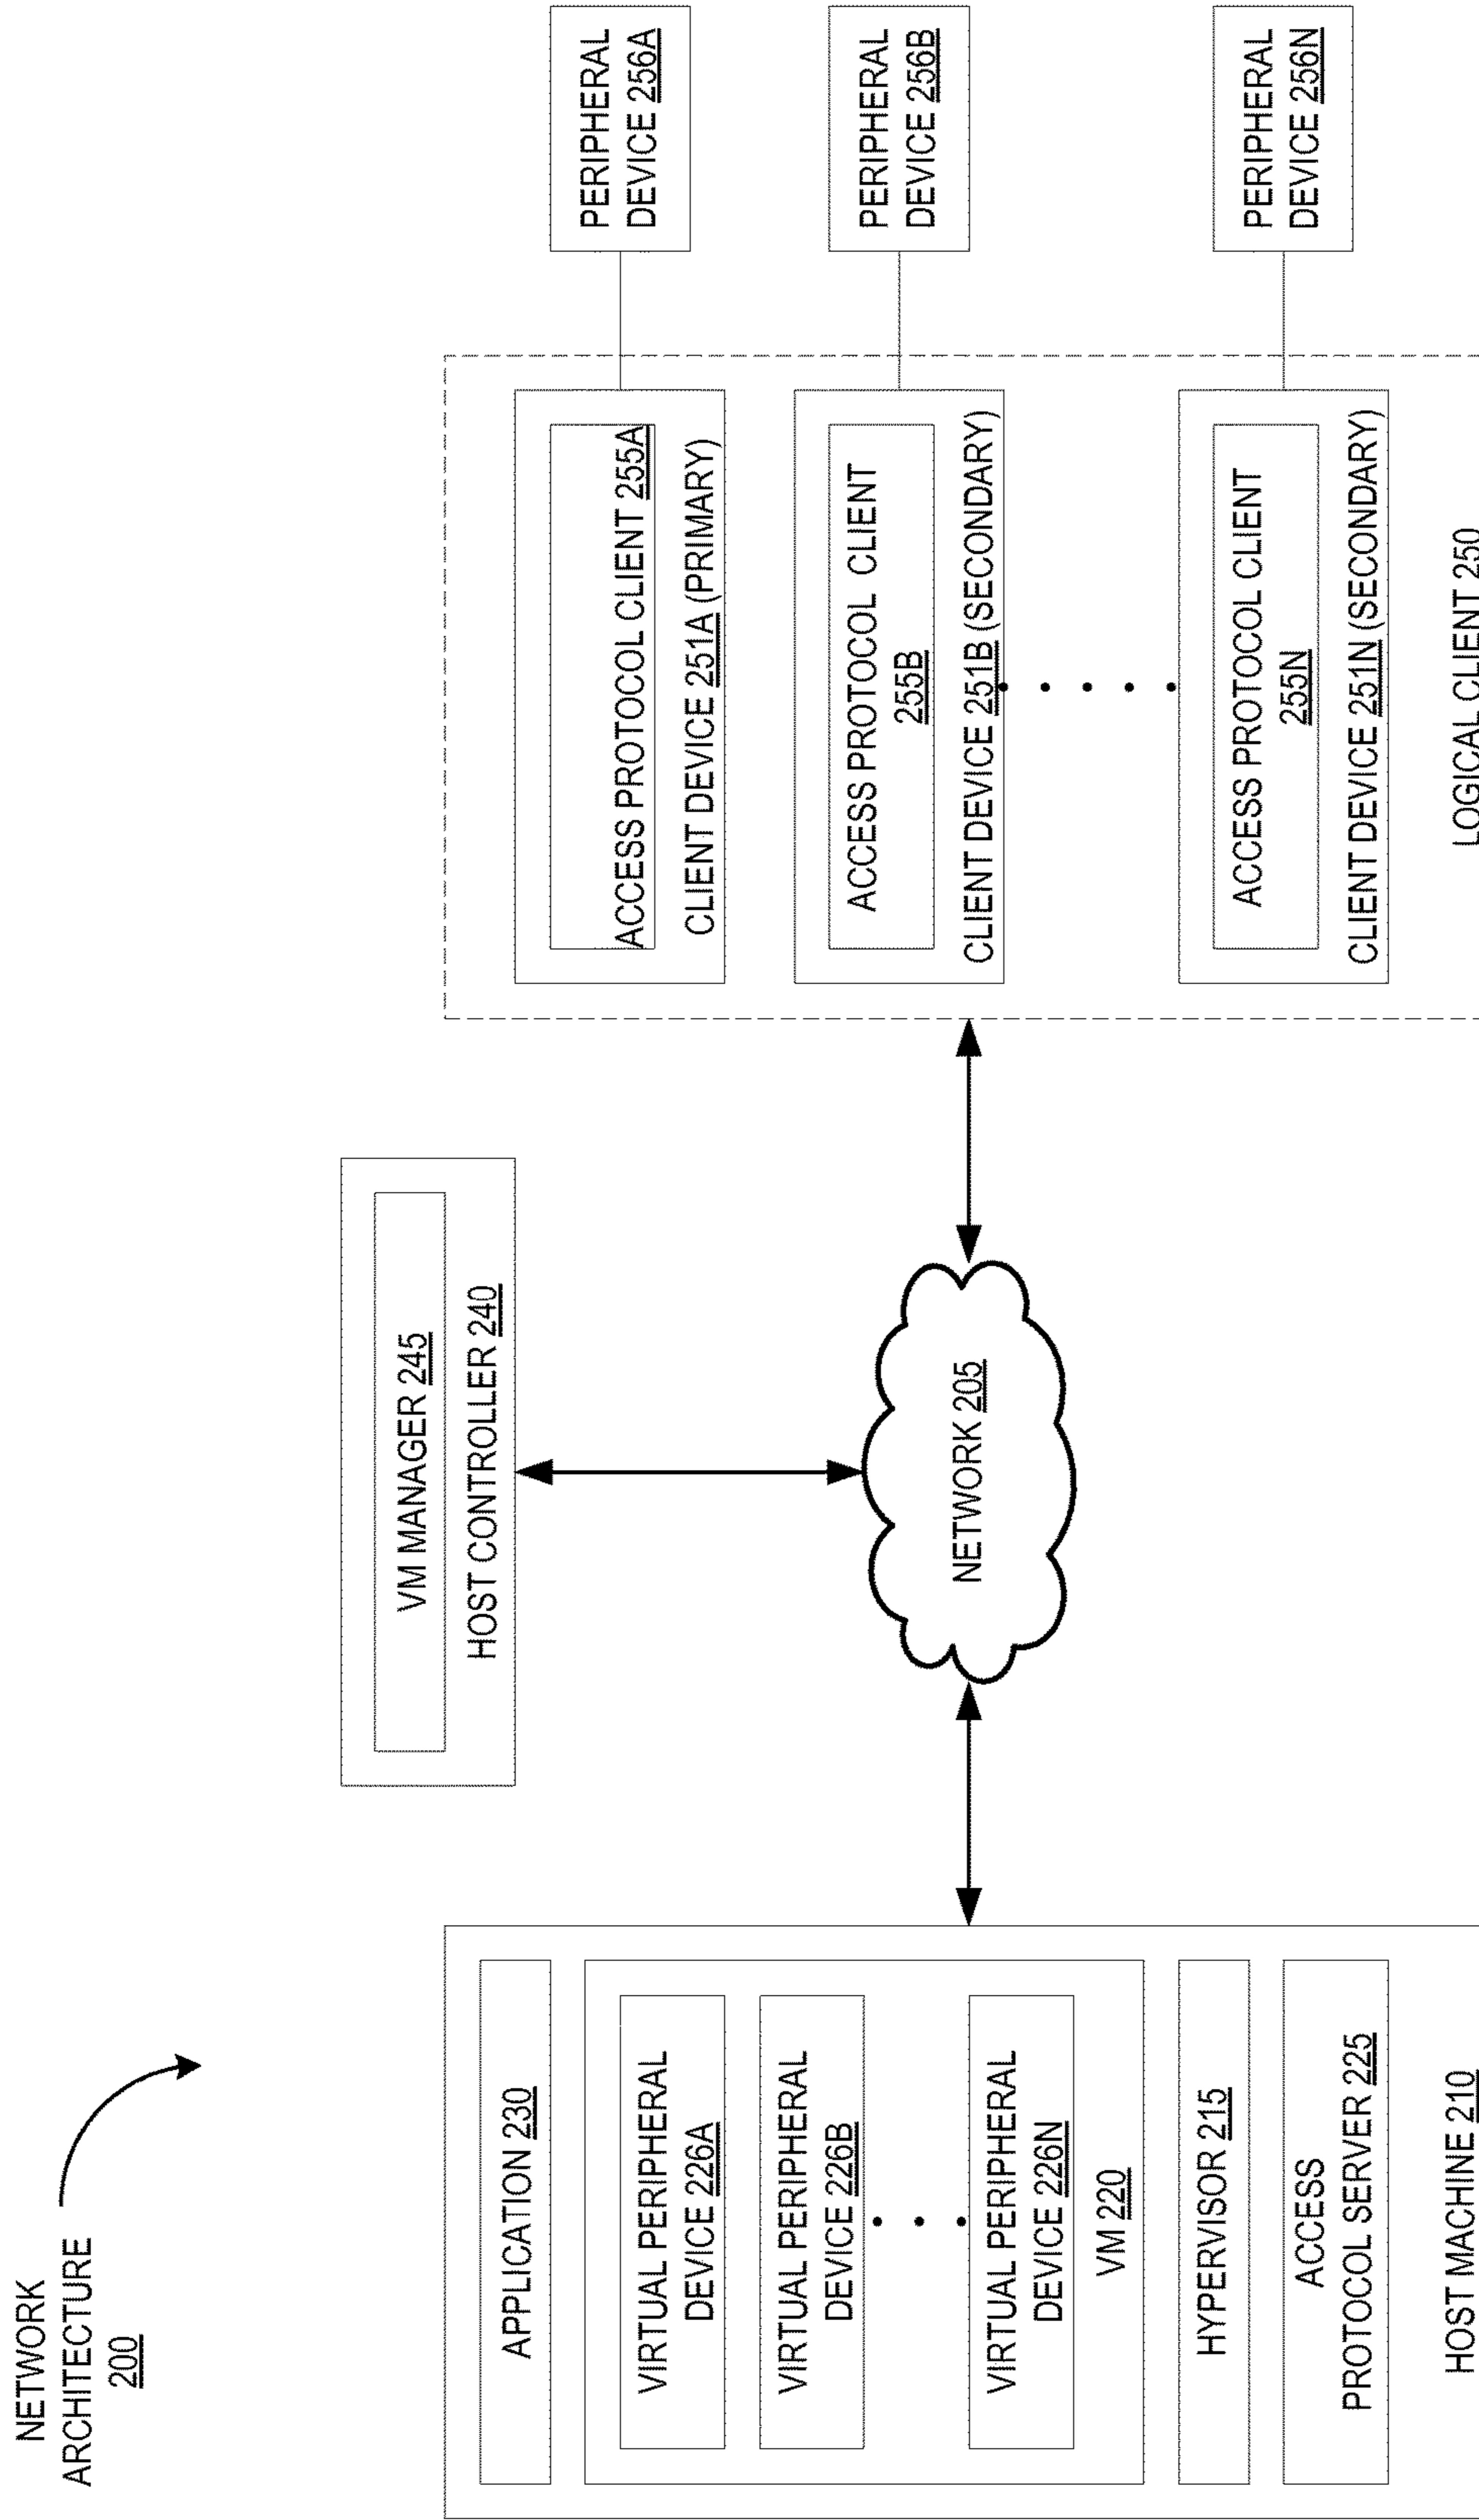 NETWORK
ARCHITECTURE
200
APPLICATION 230
VIRTUAL PERIPHERAL
DEVICE 226A
VIRTUAL PERIPHERAL
DEVICE 226B
VIRTUAL PERIPHERAL
DEVICE 226N
VM 220
HYPERVISOR 215
ACCESS
PROTOCOL SERVER 225
HOST MACHINE 210
VM MANAGER 245
HOST CONTROLLER 240
NETWORK 205
ACCESS PROTOCOL CLIENT 255A
CLIENT DEVICE 251A (PRIMARY)
ACCESS PROTOCOL CLIENT
255B
CLIENT DEVICE 251B (SECONDARY)
ACCESS PROTOCOL CLIENT
255N
CLIENT DEVICE 251N (SECONDARY)
LOGICAL CLIENT 250
PERIPHERAL
DEVICE 256A
PERIPHERAL
DEVICE 256B
PERIPHERAL
DEVICE 256N